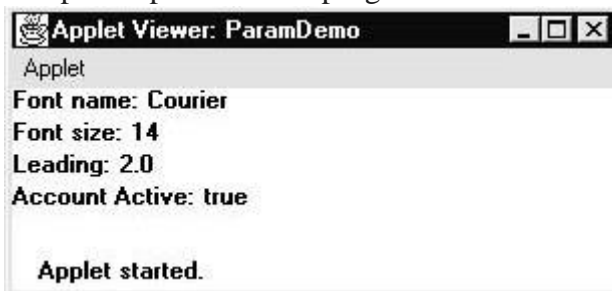 Applet Viewer: ParamDemo
Applet
Font name: Courier
Font size: 14
Leading: 2.0
Account Active: true
Applet started.